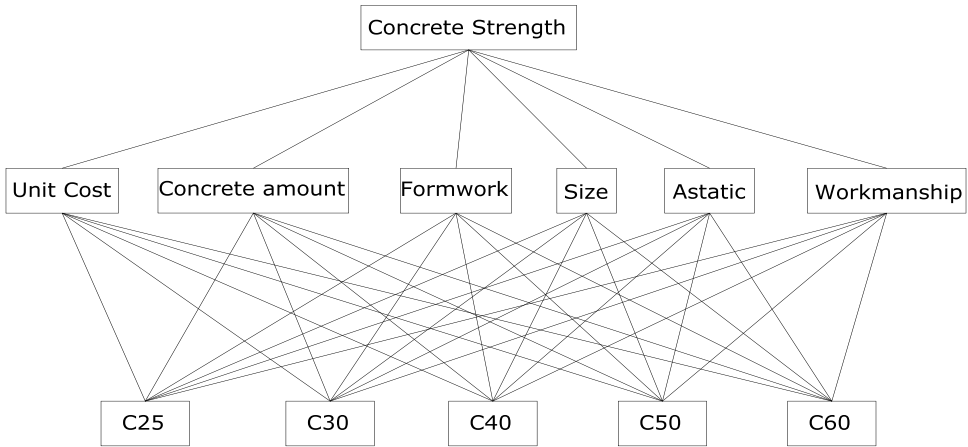 Concrete Strength
Unit Cost
Concrete amount
Formwork
Size
Astatic
Workmanship
C25
C30
C40
C50
C60